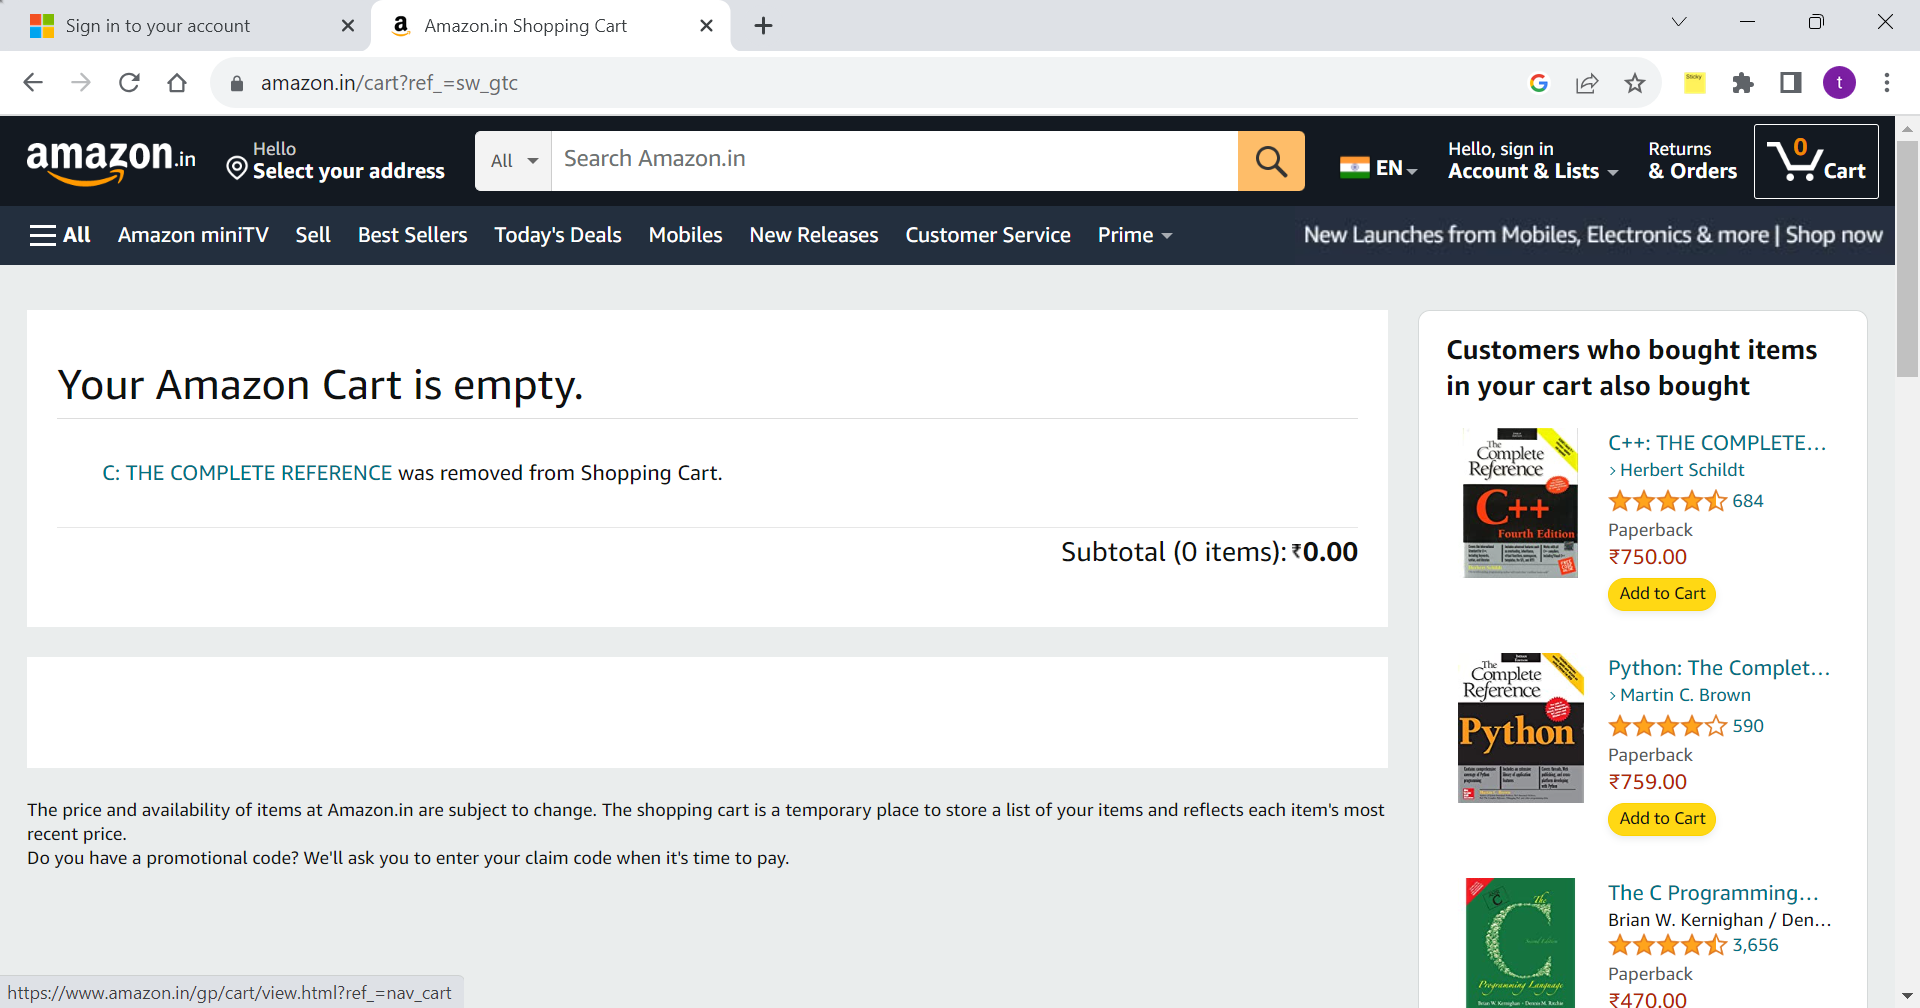 Sign in to your account
Amazon.in Shopping Cart
amazon.in/cart?ref_=sw_gtc
Sticky
t
amazon.in
Hello
Select your address
All
Search Amazon.in
EN
Hello, sign in
Account & Lists
Returns
& Orders
0
Cart
All
Amazon miniTV
Sell
Best Sellers
Today's Deals
Mobiles
New Releases
Customer Service
Prime
New Launches from Mobiles, Electronics & more | Shop now
Your Amazon Cart is empty.
C: THE COMPLETE REFERENCE was removed from Shopping Cart.
Subtotal (0 items): ₹0.00
The price and availability of items at Amazon.in are subject to change. The shopping cart is a temporary place to store a list of your items and reflects each item's most
recent price.
Do you have a promotional code? We'll ask you to enter your claim code when it's time to pay.
Customers who bought items
in your cart also bought
The
Complete
Reference
C++
Fourth Edition
C++: THE COMPLETE…
› Herbert Schildt
684
Paperback
₹750.00
Add to Cart
The
Complete
Reference
Python
Python: The Complet…
› Martin C. Brown
590
Paperback
₹759.00
Add to Cart
The
C
Programming
Language
Brian W. Kernighan • Dennis M. Ritchie
The C Programming…
Brian W. Kernighan / Den…
3,656
Paperback
₹470.00
https://www.amazon.in/gp/cart/view.html?ref_=nav_cart